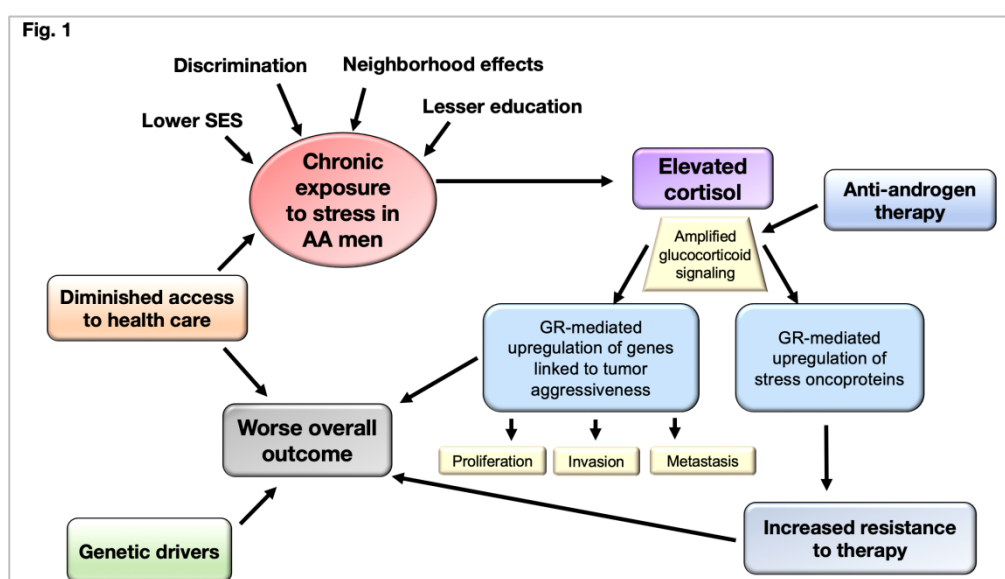 Fig. 1
Discrimination
Neighborhood effects
Lower SES
Lesser education
Chronic
exposure
to stress in
AA men
Elevated
cortisol
Anti-androgen
therapy
Amplified
glucocorticoid
signaling
Diminished access
to health care
GR-mediated
upregulation of genes
linked to tumor
aggressiveness
GR-mediated
upregulation of
stress oncoproteins
Worse overall
outcome
Proliferation
Invasion
Metastasis
Genetic drivers
Increased resistance
to therapy